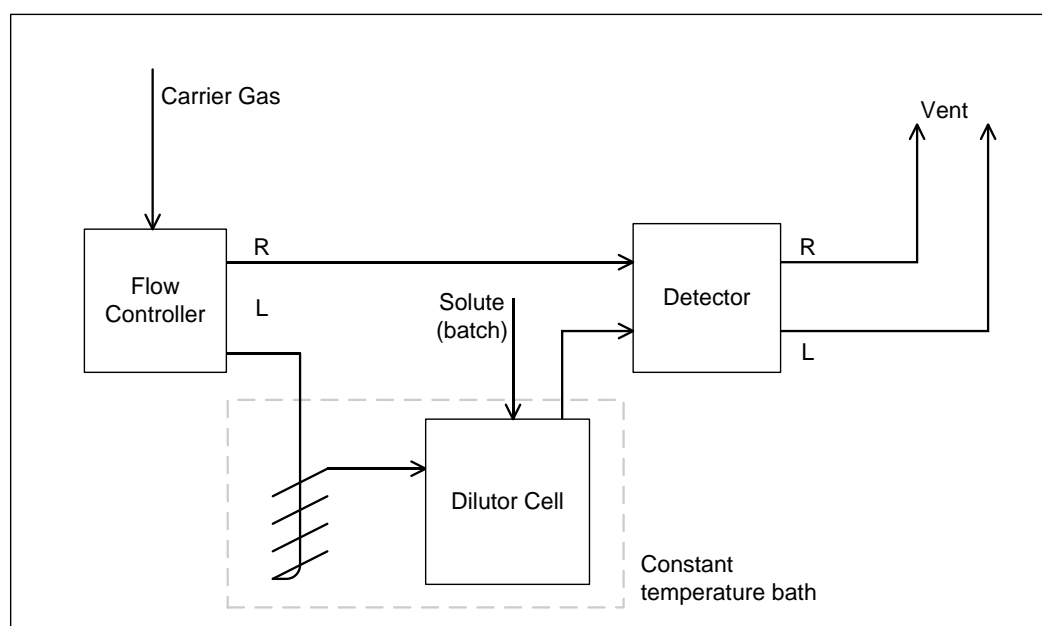 Carrier Gas
Vent
R
R
Flow
Controller
L
Solute
(batch)
Detector
L
Dilutor Cell
Constant
temperature bath